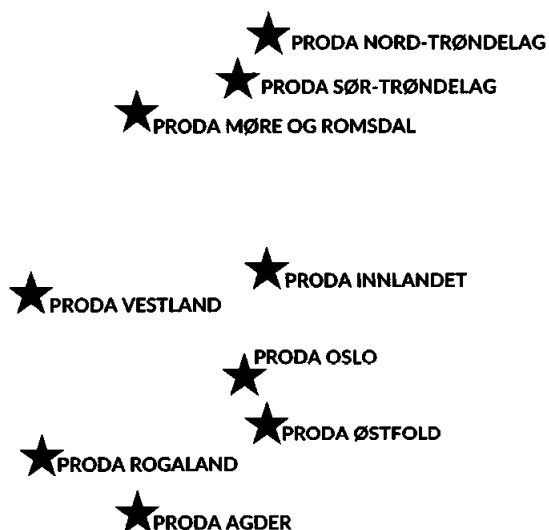 PRODA NORD-TRØNDELAG
PRODA SØR-TRØNDELAG
PRODA MØRE OG ROMSDAL
PRODA INNLANDET
PRODA VESTLAND
PRODA OSLO
PRODA ØSTFOLD
PRODA ROGALAND
PRODA AGDER